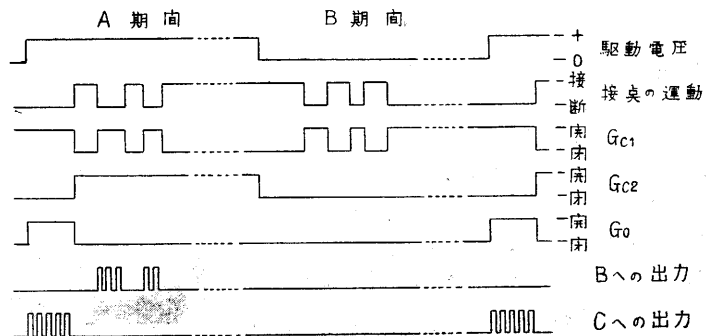 A 期間 B 期間
+
0
駆動電圧
接
断
接点の運動
開
閉
GC1
開
閉
GC2
開
閉
G0
Bへの出力
Cへの出力